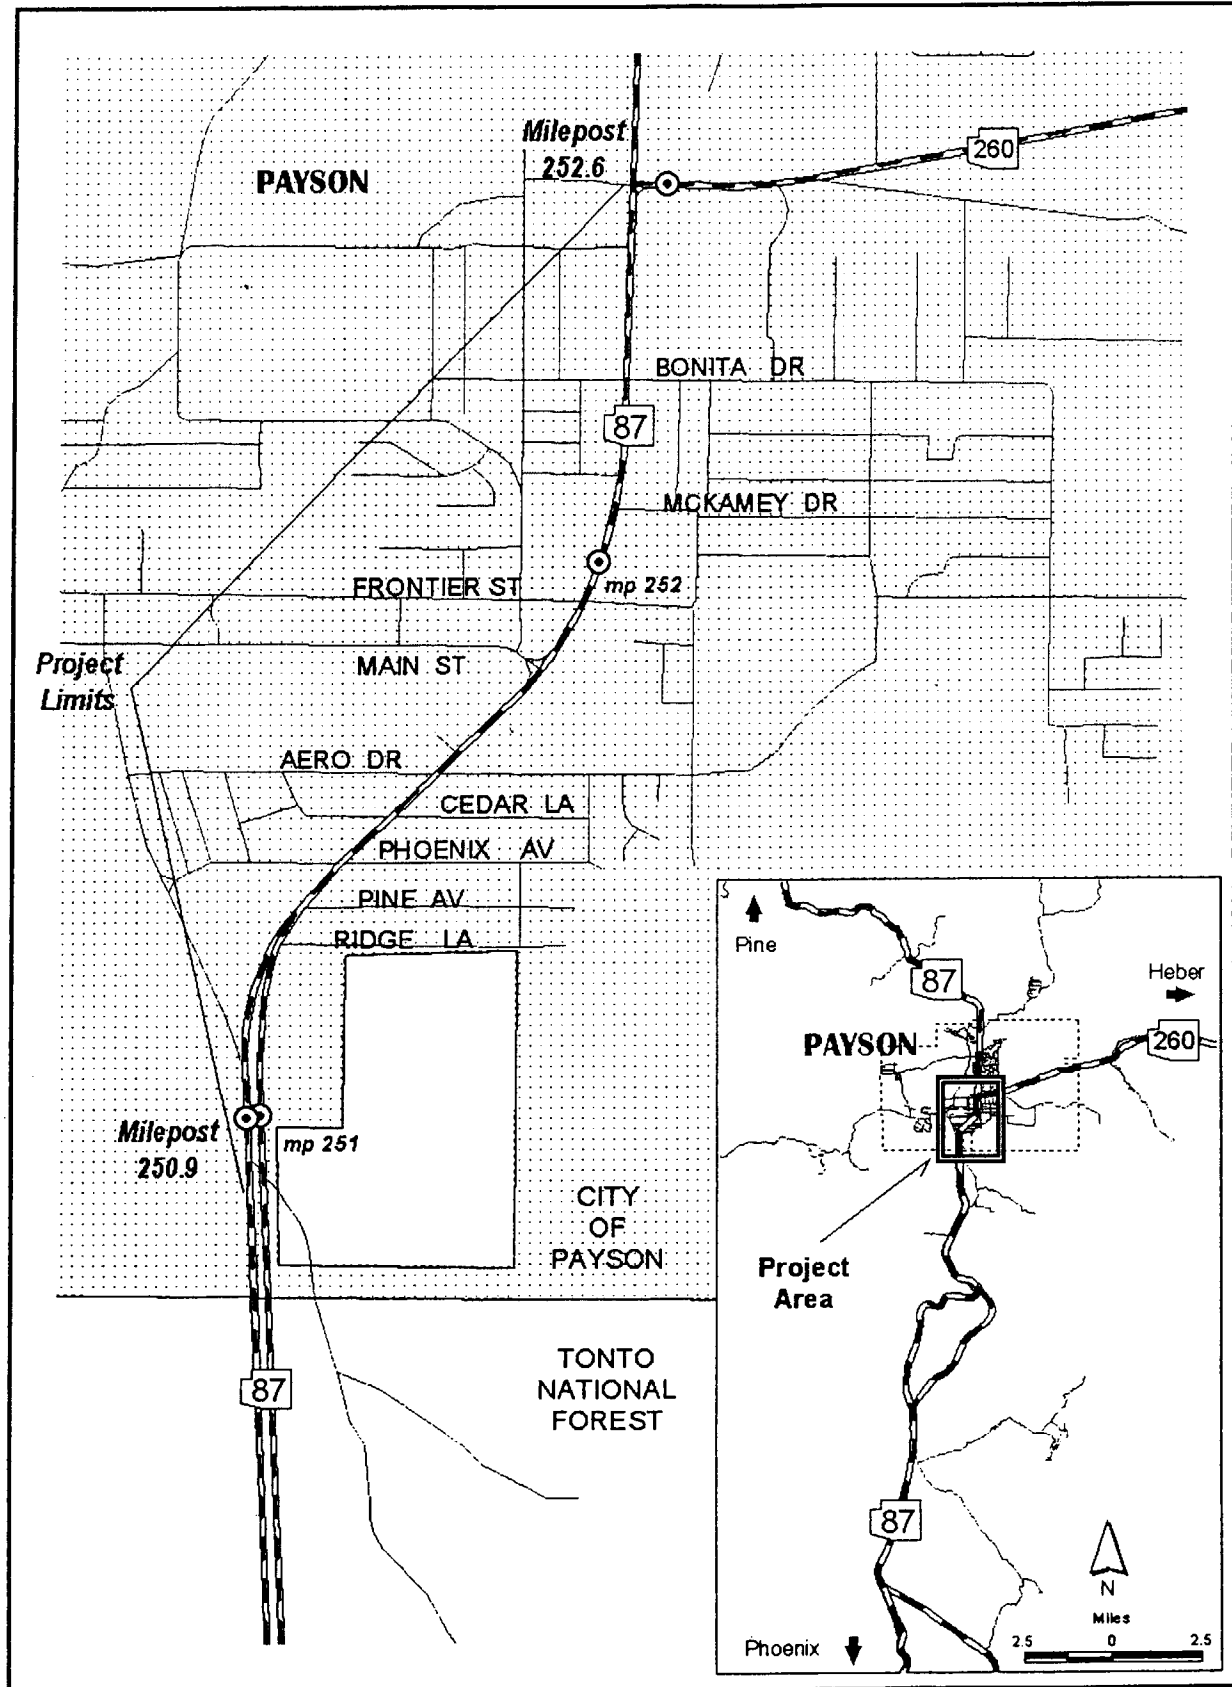 Milepost
252.6
260
PAYSON
BONITA DR
87
MCKAMEY DR
mp 252
FRONTIER ST
MAIN ST
Project
Limits
AERO DR
CEDAR LA
PHOENIX AV
PINE AV
RIDGE LA
Milepost
250.9
mp 251
CITY
OF
PAYSON
TONTO
NATIONAL
FOREST
87
Pine
87
Heber
PAYSON
260
Project
Area
87
N
Miles
2.5 0 2.5
Phoenix